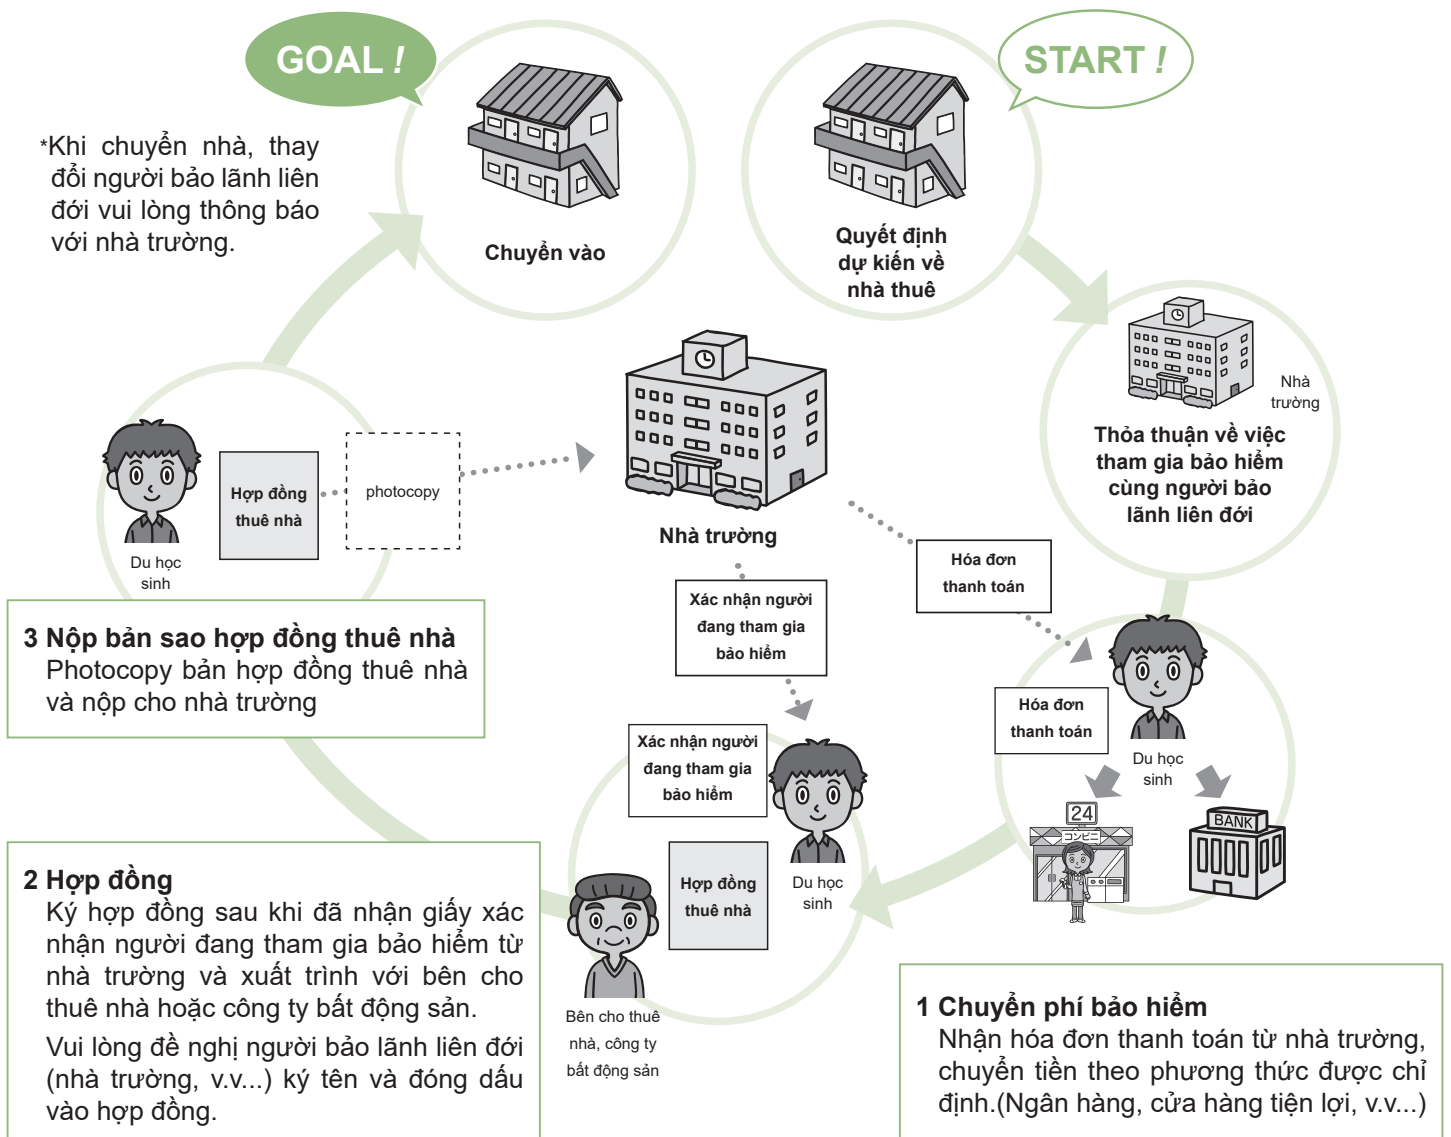 GOAL !
START !
*Khi chuyển nhà, thay
đổi người bảo lãnh liên
đới vui lòng thông báo
với nhà trường.
Chuyển vào
Quyết định
dự kiến về
nhà thuê
Nhà
trường
Thỏa thuận về việc
tham gia bảo hiểm
cùng người bảo
lãnh liên đới
Du học
sinh
Hợp đồng
thuê nhà
photocopy
Nhà trường
Hóa đơn
thanh toán
Xác nhận người
đang tham gia
bảo hiểm
3 Nộp bản sao hợp đồng thuê nhà
Photocopy bản hợp đồng thuê nhà
và nộp cho nhà trường
Hóa đơn
thanh toán
Du học
sinh
24
コンビニ
BANK
Xác nhận người
đang tham gia
bảo hiểm
Hợp đồng
thuê nhà
Du học
sinh
Bên cho thuê
nhà, công ty
bất động sản
2 Hợp đồng
Ký hợp đồng sau khi đã nhận giấy xác
nhận người đang tham gia bảo hiểm từ
nhà trường và xuất trình với bên cho
thuê nhà hoặc công ty bất động sản.
Vui lòng đề nghị người bảo lãnh liên đới
(nhà trường, v.v...) ký tên và đóng dấu
vào hợp đồng.
1 Chuyển phí bảo hiểm
Nhận hóa đơn thanh toán từ nhà trường,
chuyển tiền theo phương thức được chỉ
định.(Ngân hàng, cửa hàng tiện lợi, v.v...)